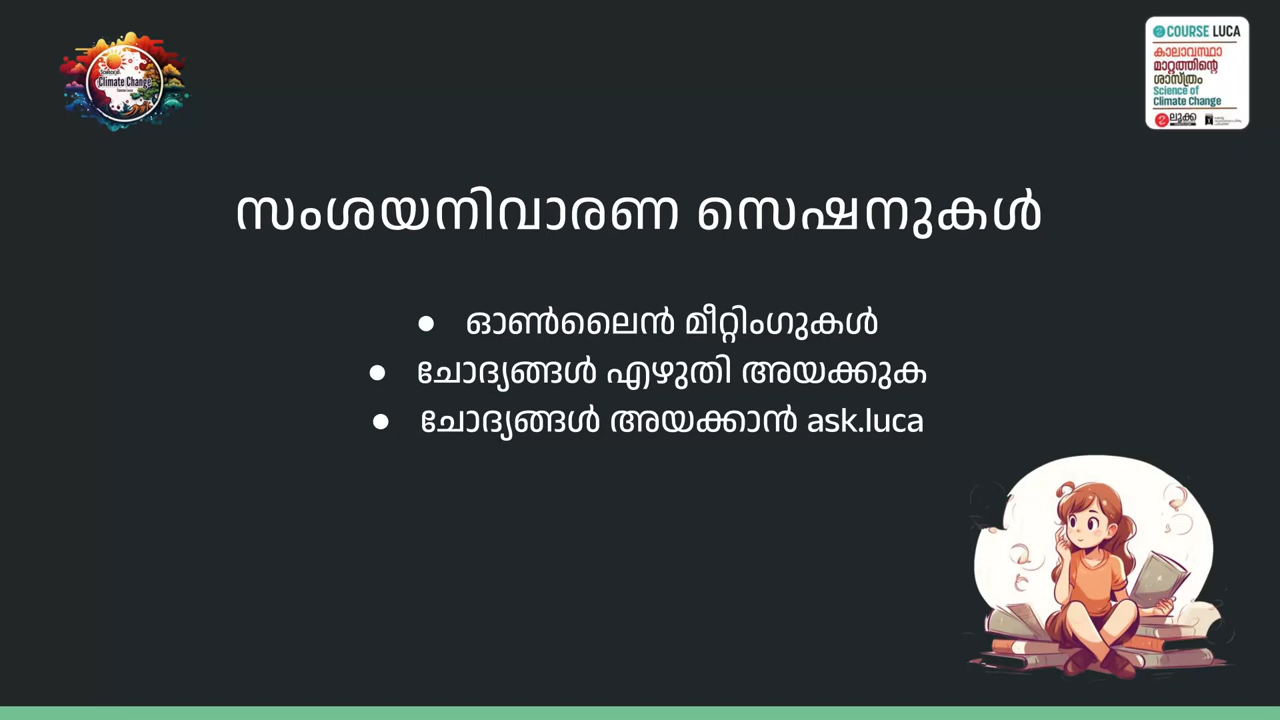 Climate Change
COURSE LUCA
കാലാവസ്ഥാ
മാറ്റത്തിന്റെ
ശാസ്ത്രം
Science of
Climate Change
ലൂക്ക
സംശയനിവാരണ സെഷനുകൾ
● ഓൺലൈൻ മീറ്റിംഗുകൾ
● ചോദ്യങ്ങൾ എഴുതി അയക്കുക
● ചോദ്യങ്ങൾ അയക്കാൻ ask.luca